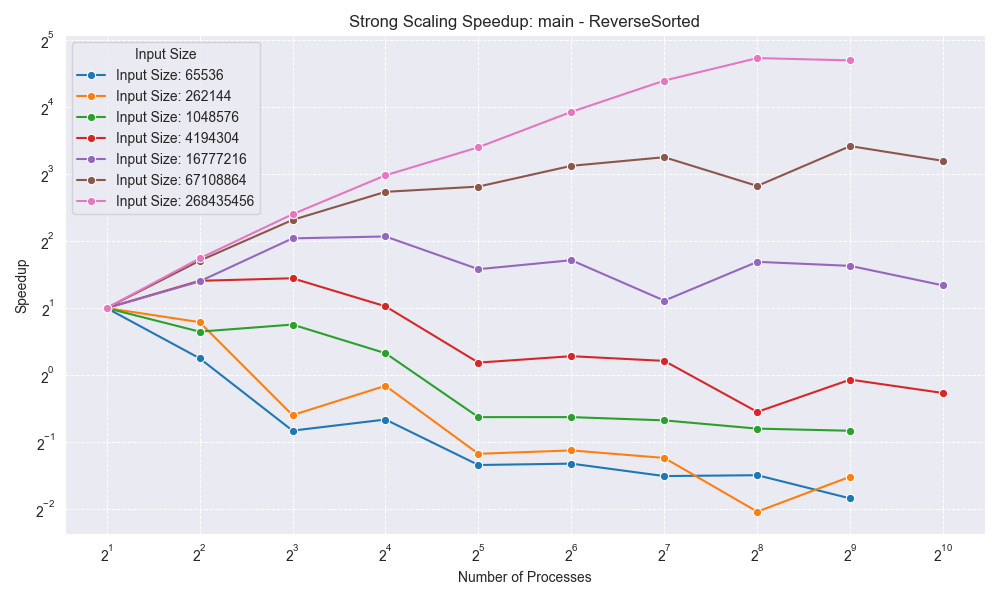 Strong Scaling Speedup: main - ReverseSorted
Input Size
Input Size: 65536
Input Size: 262144
Input Size: 1048576
Input Size: 4194304
Input Size: 16777216
Input Size: 67108864
Input Size: 268435456
Speedup
2^5
2^4
2^3
2^2
2^1
2^0
2^−1
2^−2
2^1 2^2 2^3 2^4 2^5 2^6 2^7 2^8 2^9 2^10
Number of Processes